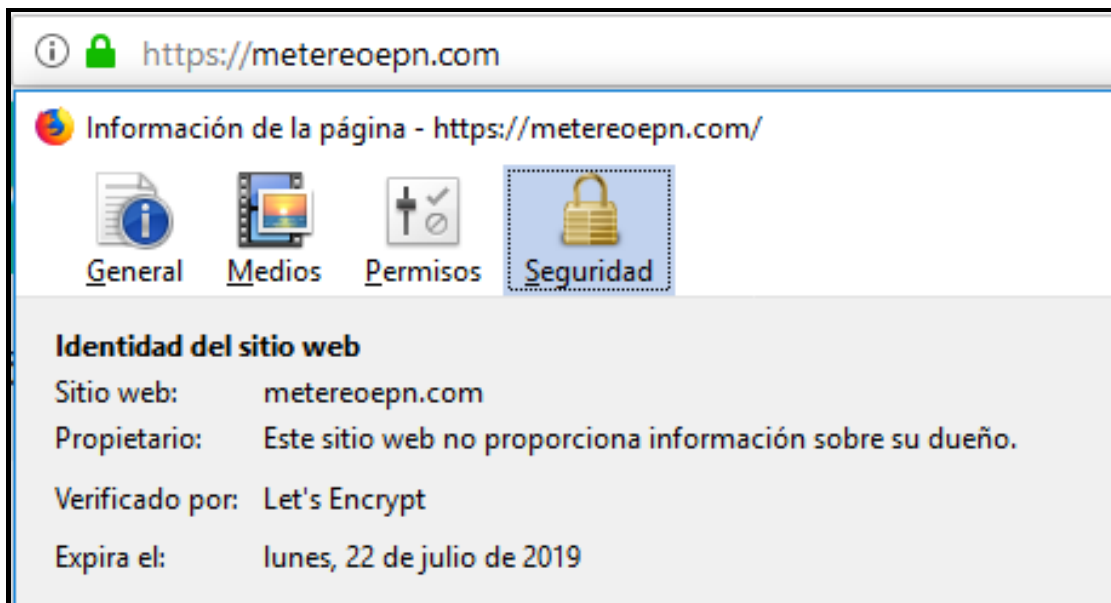 https://metereoepn.com
Información de la página - https://metereoepn.com/
General Medios Permisos Seguridad
Identidad del sitio web
Sitio web: metereoepn.com
Propietario: Este sitio web no proporciona información sobre su dueño.
Verificado por: Let's Encrypt
Expira el: lunes, 22 de julio de 2019